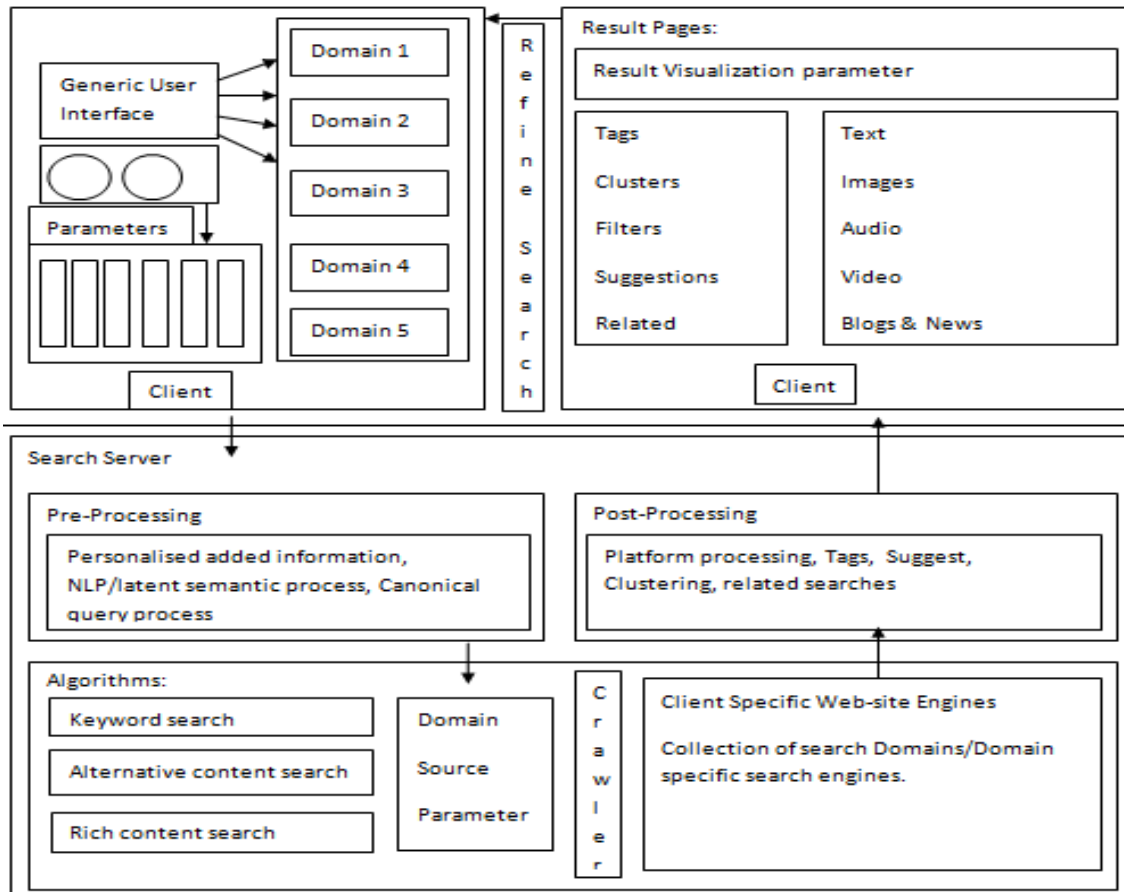 Generic User
Interface
Parameters
Domain 1
Domain 2
Domain 3
Domain 4
Domain 5
Client
Refine Search
Result Pages:
Result Visualization parameter
Tags
Clusters
Filters
Suggestions
Related
Text
Images
Audio
Video
Blogs & News
Client
Search Server
Pre-Processing
Personalised added information,
NLP/latent semantic process, Canonical
query process
Post-Processing
Platform processing, Tags, Suggest,
Clustering, related searches
Algorithms:
Keyword search
Alternative content search
Rich content search
Domain
Source
Parameter
Crawler
Client Specific Web-site Engines
Collection of search Domains/Domain
specific search engines.